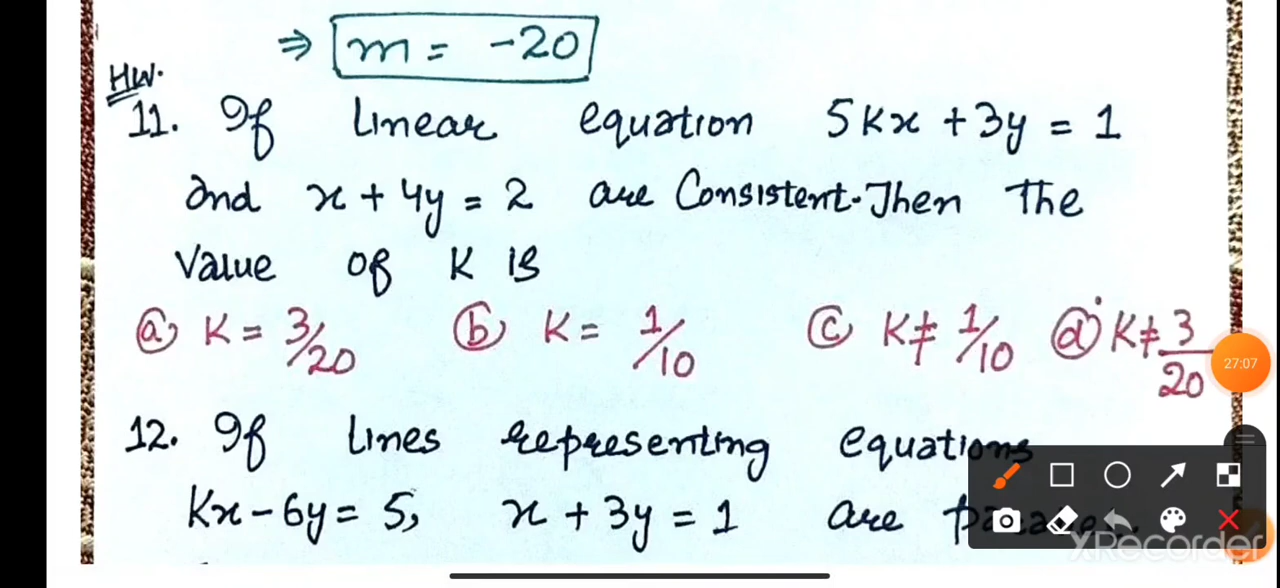 ⇒ m = -20
HW.
11. If Linear equation 5Kx + 3y = 1
and x + 4y = 2 are Consistent. Then the
Value of K is
ⓐ K = 3/20 ⓑ K = 1/10 ⓒ K ≠ 1/10 ⓓ K ≠ 3/20
27:07
12. If Lines representing equations
Kx - 6y = 5, x + 3y = 1 are
XRecorder